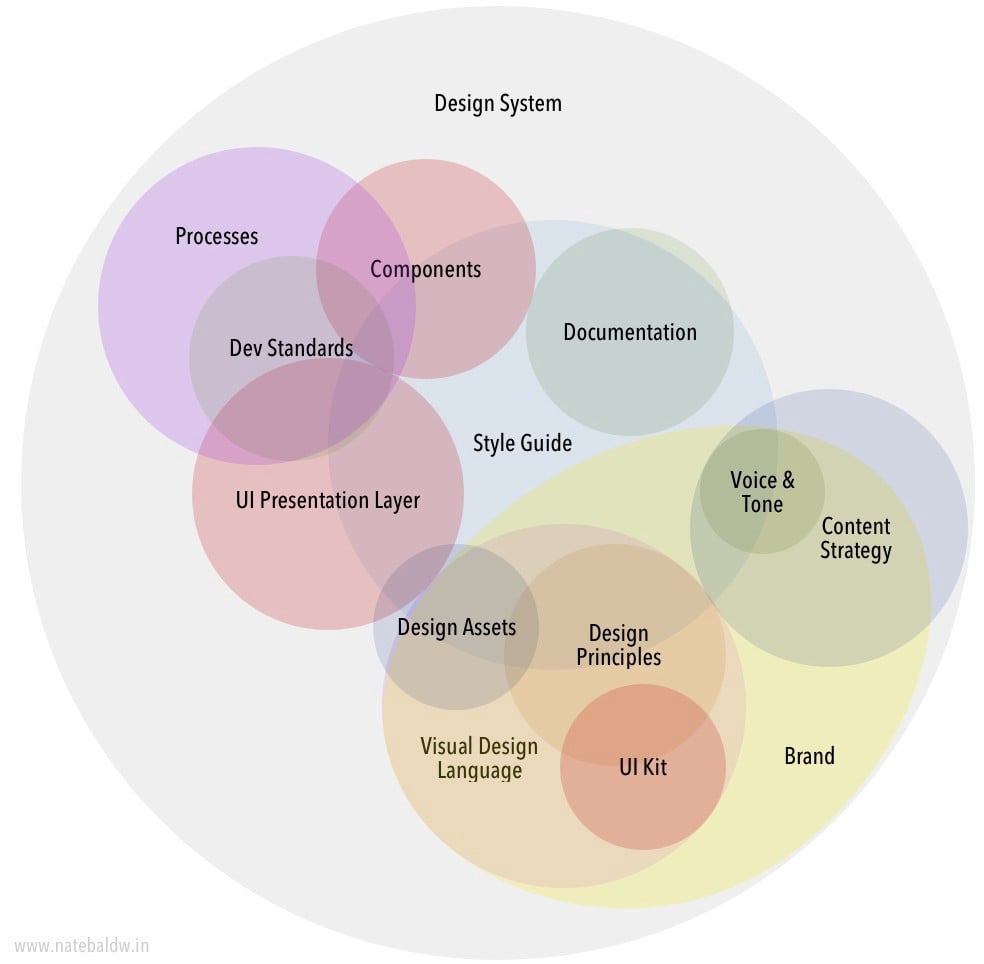 Design System
Processes
Components
Documentation
Dev Standards
Style Guide
Voice &
Tone
UI Presentation Layer
Content
Strategy
Design Assets
Design
Principles
Visual Design
Language
UI Kit
Brand
www.natebaldw.in